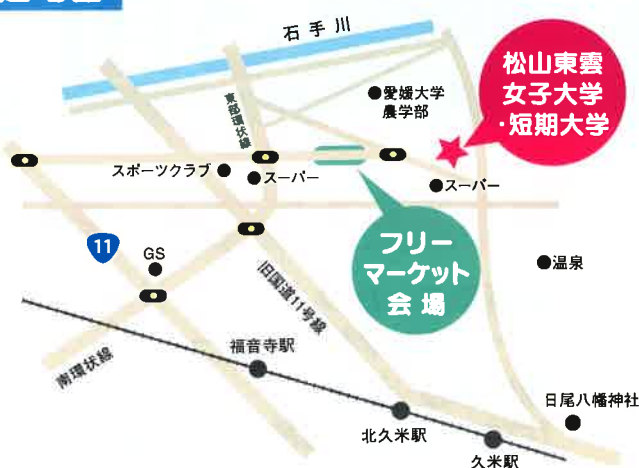 石手川
松山東雲
女子大学
・短期大学
東部環状線
愛媛大学
農学部
スポーツクラブ
スーパー
スーパー
フリー
マーケット
会場
11
GS
温泉
旧国道11号線
南環状線
福音寺駅
北久米駅
久米駅
日尾八幡神社